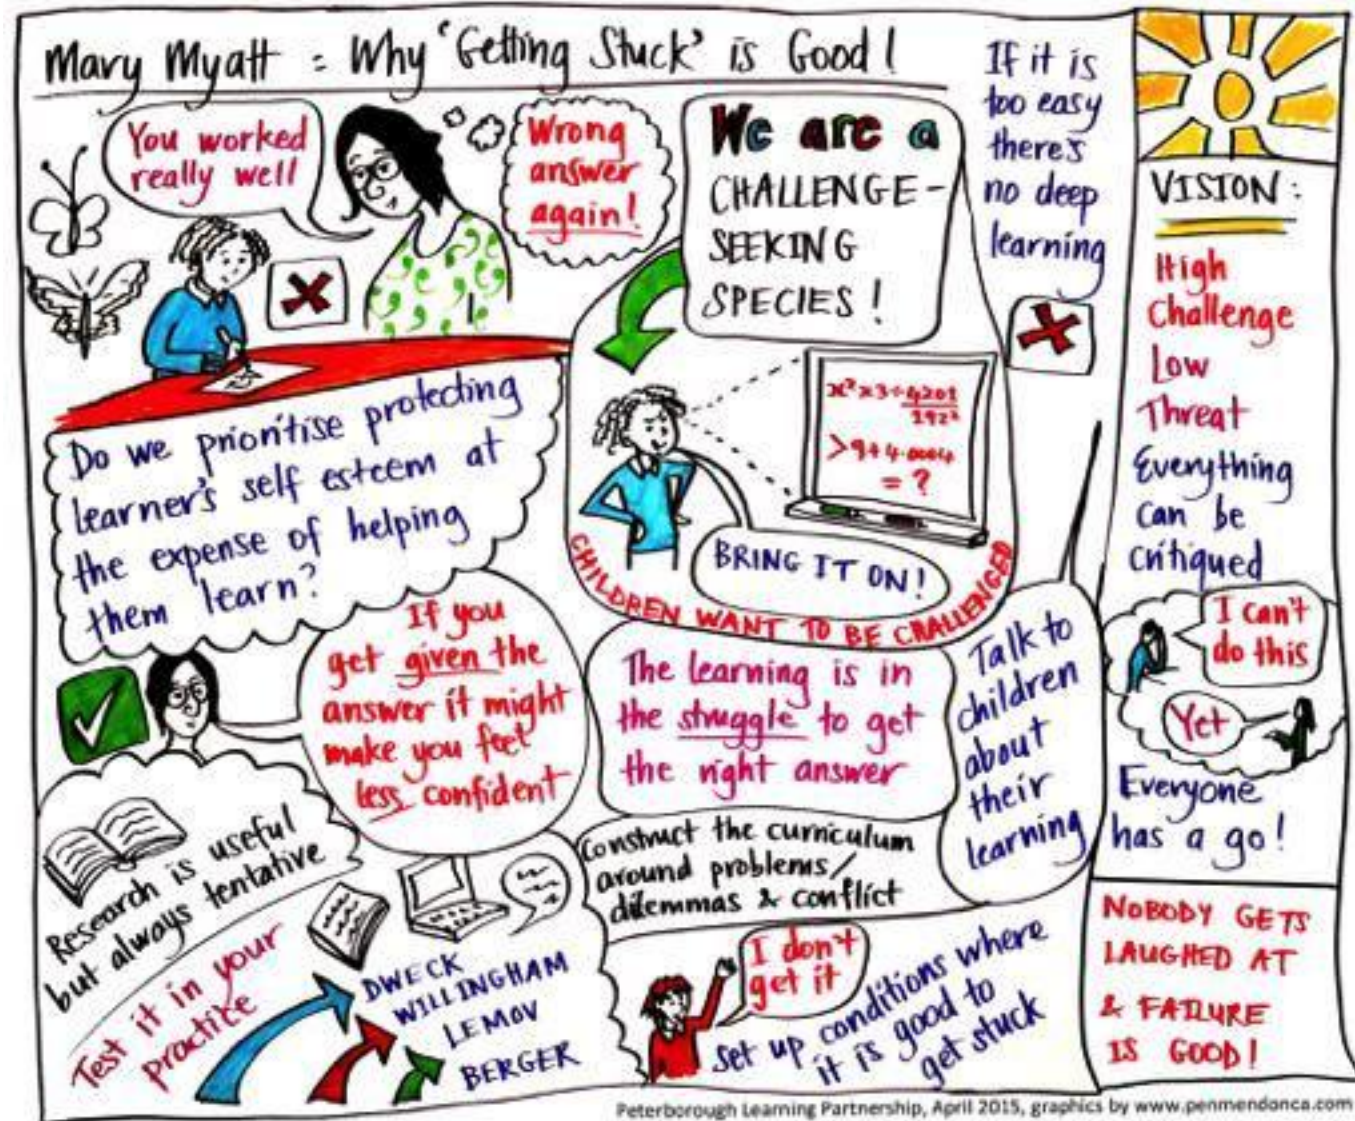 Mary Myatt : Why 'Getting Stuck' is Good!
You worked
really well
Wrong
answer
again!
We are a
CHALLENGE-
SEEKING
SPECIES!
If it is
too easy
there's
no deep
learning
Do we prioritise protecting
learner's self esteem at
the expense of helping
them learn?
= ?
BRING IT ON!
CHILDREN WANT TO BE CHALLENGED
If you
get given the
answer it might
make you feel
less confident
The learning is in
the struggle to get
the right answer
Talk to
children
about
their
learning
Research is useful
but always tentative
Test it in your
practice
DWECK
WILLINGHAM
LEMOV
BERGER
Construct the curriculum
around problems/
dilemmas & conflict
I don't
get it
Set up conditions where
it is good to
get stuck
VISION:
High
Challenge
Low
Threat
Everything
can be
critiqued
I can't
do this
Yet
Everyone
has a go!
NOBODY GETS
LAUGHED AT
& FAILURE
IS GOOD!
Peterborough Learning Partnership, April 2015, graphics by www.penmendonca.com